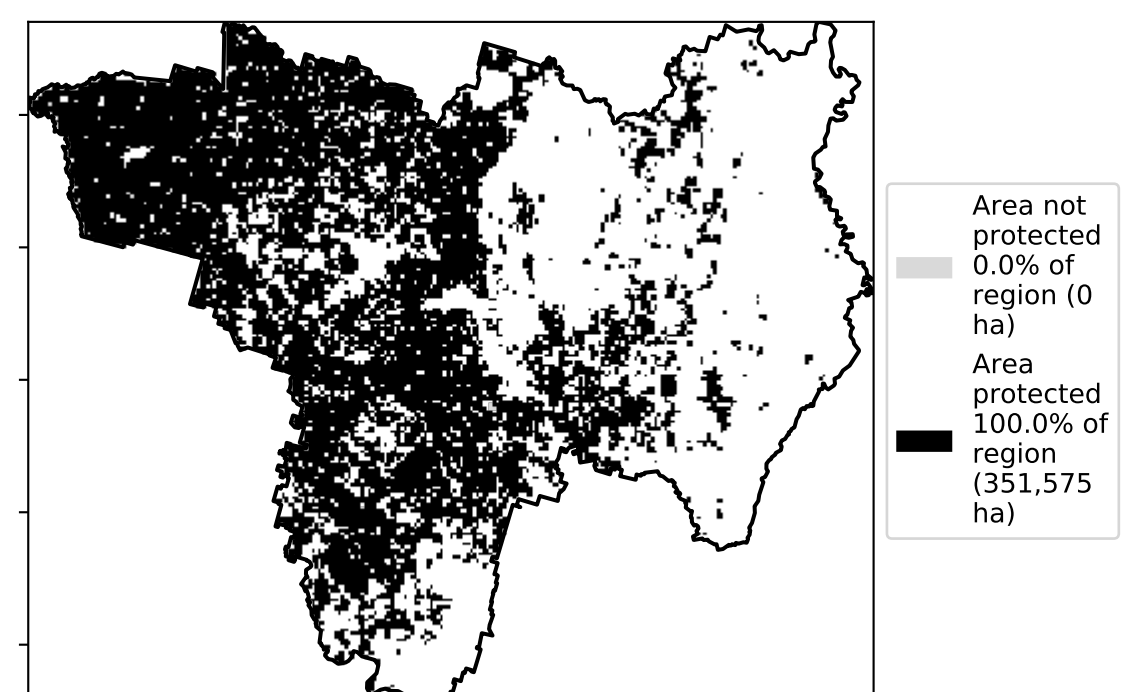 Area not
protected
0.0% of
region (0
ha)
Area
protected
100.0% of
region
(351,575
ha)